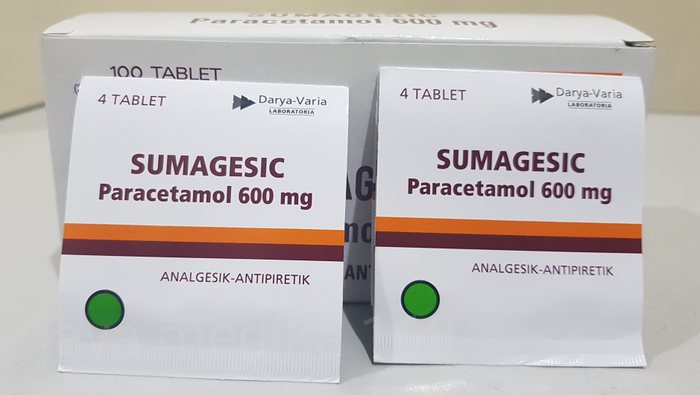 SUMAGESIC
Paracetamol 600 mg
100 TABLET
4 TABLET
Darya-Varia
LABORATORIA
SUMAGESIC
Paracetamol 600 mg
ANALGESIK-ANTIPIRETIK
4 TABLET
Darya-Varia
LABORATORIA
SUMAGESIC
Paracetamol 600 mg
ANALGESIK-ANTIPIRETIK